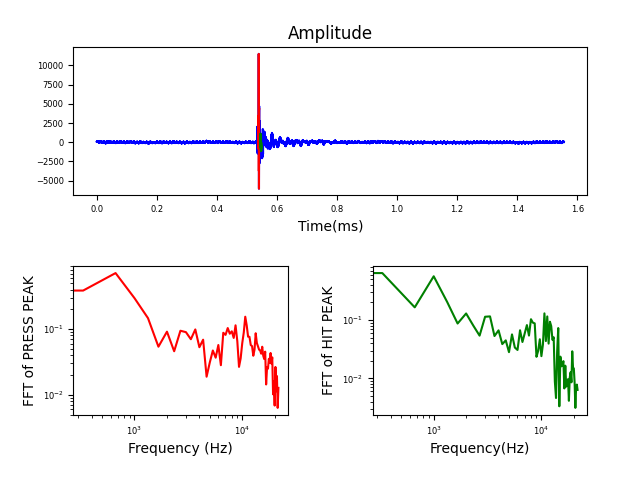 Amplitude
10000
7500
5000
2500
0
−2500
−5000
0.0 0.2 0.4 0.6 0.8 1.0 1.2 1.4 1.6
Time(ms)
FFT of PRESS PEAK
10⁻¹
10⁻²
10³ 10⁴
Frequency (Hz)
FFT of HIT PEAK
10⁻¹
10⁻²
10³ 10⁴
Frequency(Hz)